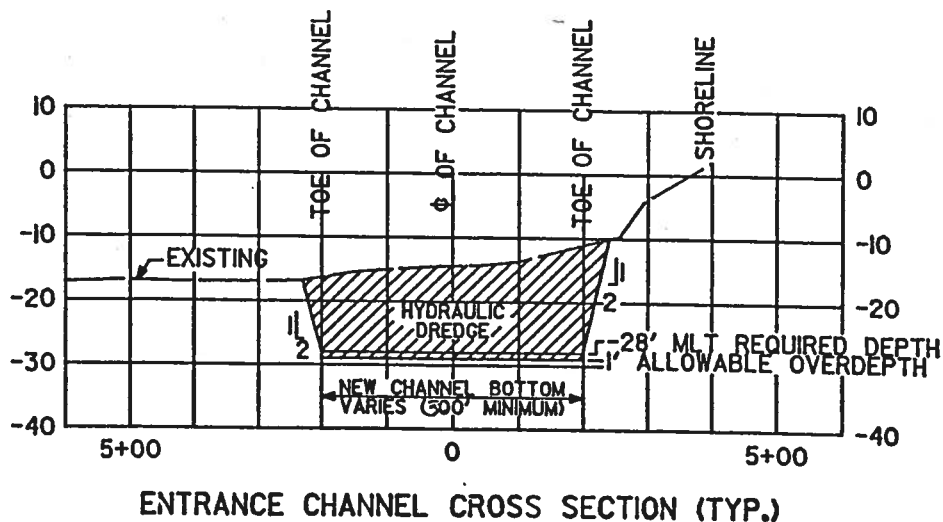 TOE OF CHANNEL
ϕ OF CHANNEL
TOE OF CHANNEL
SHORELINE
10
0
-10
-20
-30
-40
10
0
-10
-20
-40
EXISTING
HYDRAULIC
DREDGE
1
2
1
2
-28' MLT REQUIRED DEPTH
1' ALLOWABLE OVERDEPTH
NEW CHANNEL BOTTOM
VARIES (300' MINIMUM)
5+00
0
5+00
ENTRANCE CHANNEL CROSS SECTION (TYP.)